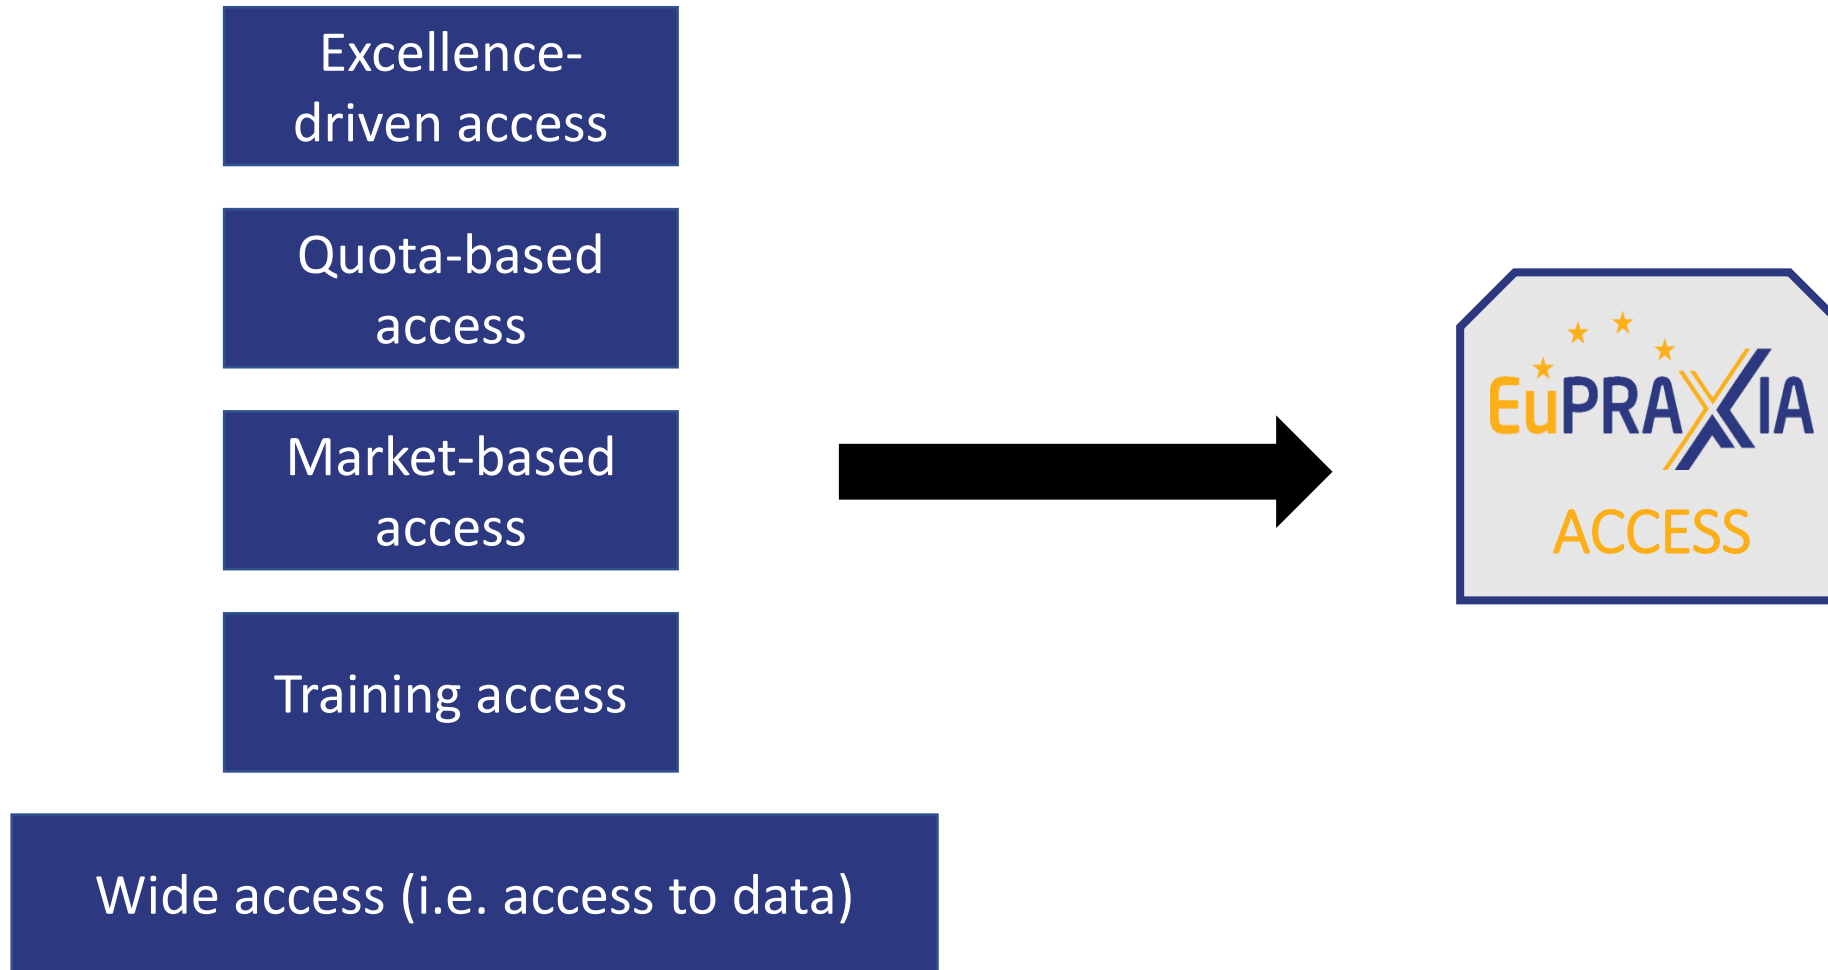 Excellence-
driven access
Quota-based
access
Market-based
access
Training access
Wide access (i.e. access to data)
EuPRAXIA
ACCESS